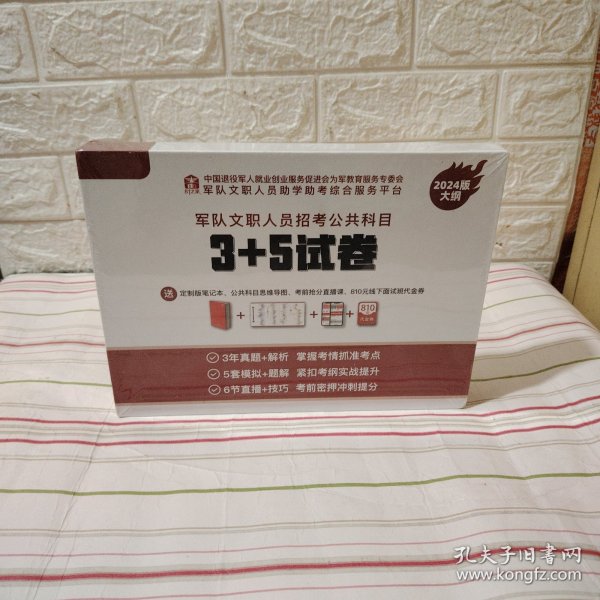 中国退役军人就业创业服务促进会为军教育服务专委会
军队文职人员助学助考综合服务平台
2024版
大纲
军队文职人员招考公共科目
3+5试卷
送 定制版笔记本、公共科目思维导图、考前抢分直播课、810元线下面试班代金券
+ + +
810
代金券
3年真题+解析 掌握考情抓准考点
5套模拟+题解 紧扣考纲实战提升
6节直播+技巧 考前密押冲刺提分
孔夫子旧书网
www.kongfz.com